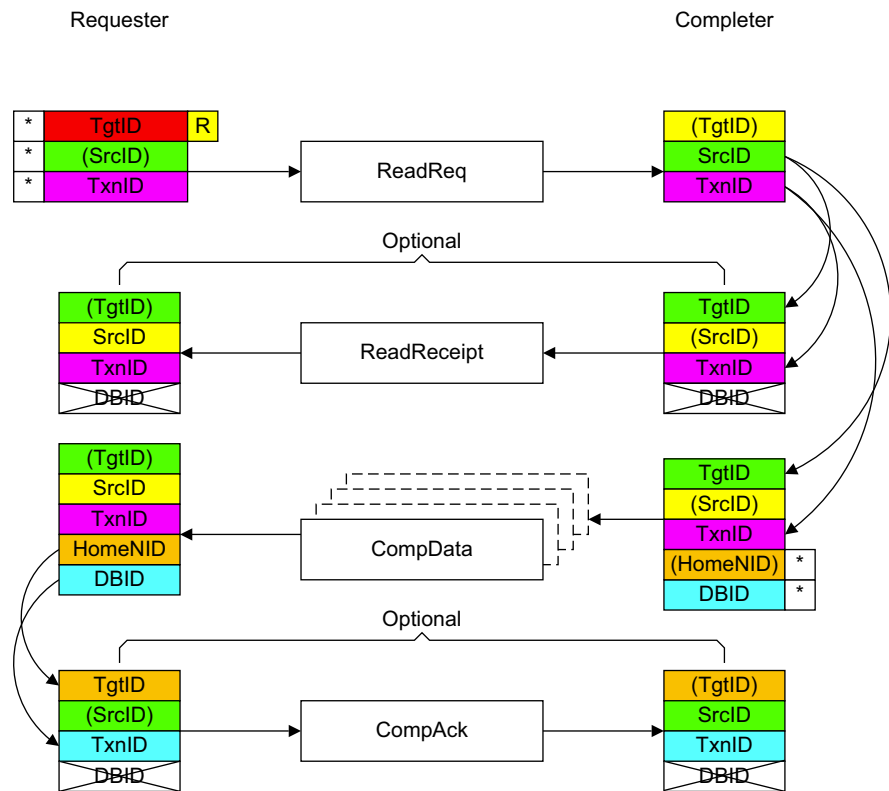 Requester Completer
* TgtID R (TgtID)
* (SrcID) SrcID
* TxnID TxnID
ReadReq
Optional
(TgtID) TgtID
SrcID (SrcID)
TxnID TxnID
DBID DBID
ReadReceipt
(TgtID) TgtID
SrcID (SrcID)
TxnID TxnID
HomeNID (HomeNID) *
DBID DBID *
CompData
Optional
TgtID (TgtID)
(SrcID) SrcID
TxnID TxnID
DBID DBID
CompAck